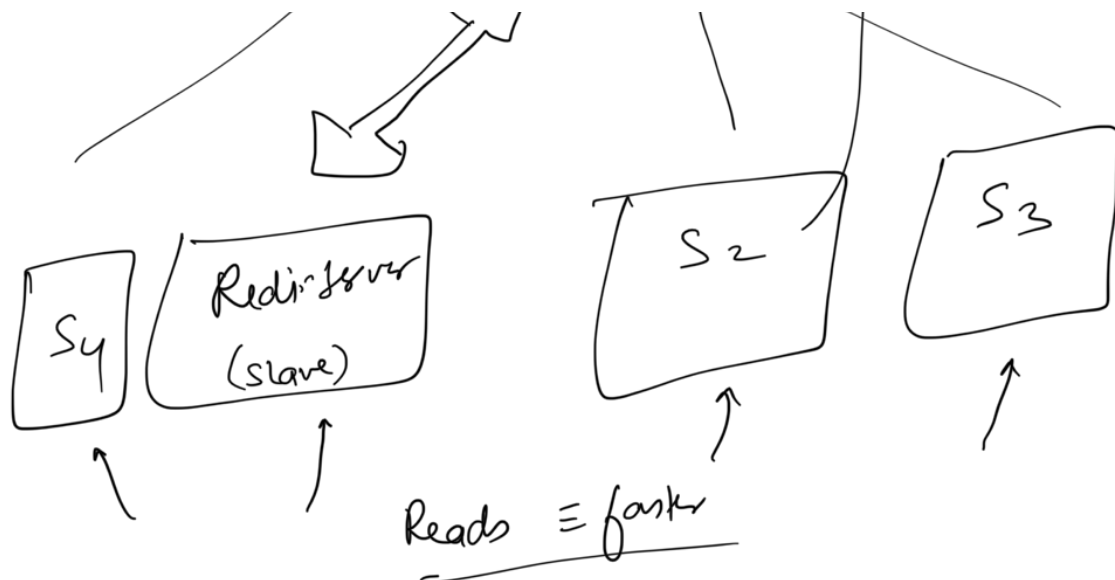 S4
Redis-server
(slave)
S2
S3
Reads ≡ faster